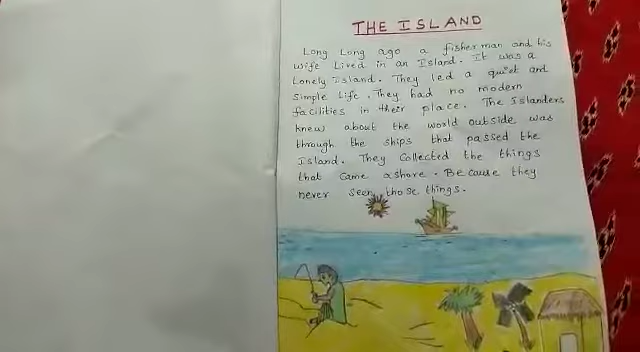 THE ISLAND
Long Long ago a fisherman and his
wife Lived in an Island. It was a
Lonely Island. They led a quiet and
simple Life. They had no modern
facilities in their place. The Islanders
knew about the world outside was
through the ships that passed the
Island. They collected the things
that came ashore. Because they
never seen those things.